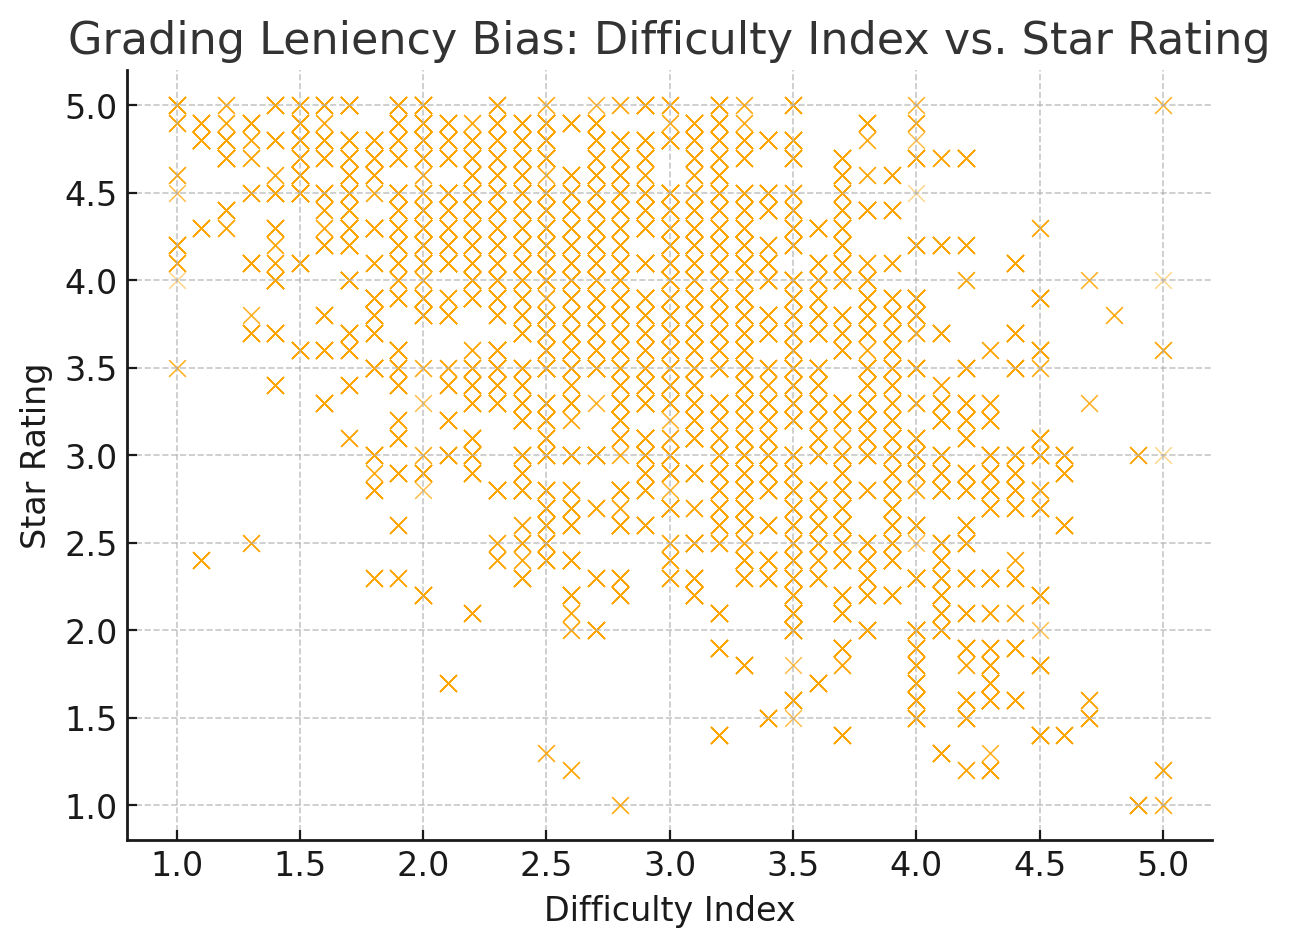 Grading Leniency Bias: Difficulty Index vs. Star Rating
Star Rating
5.0
4.5
4.0
3.5
3.0
2.5
2.0
1.5
1.0
1.0 1.5 2.0 2.5 3.0 3.5 4.0 4.5 5.0
Difficulty Index